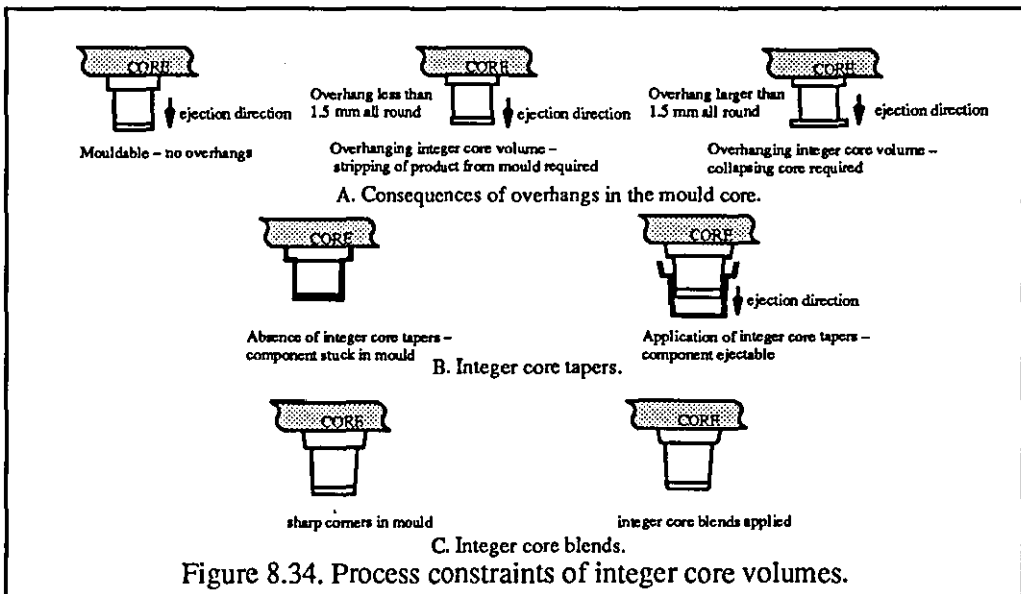 CORE
CORE
CORE
ejection direction
Overhang less than
1.5 mm all round
ejection direction
Overhang larger than
1.5 mm all round
ejection direction
Mouldable – no overhangs
Overhanging integer core volume –
stripping of product from mould required
Overhanging integer core volume –
collapsing core required
A. Consequences of overhangs in the mould core.
CORE
CORE
ejection direction
Absence of integer core tapers –
component stuck in mould
Application of integer core tapers –
component ejectable
B. Integer core tapers.
CORE
CORE
sharp corners in mould
integer core blends applied
C. Integer core blends.
Figure 8.34. Process constraints of integer core volumes.